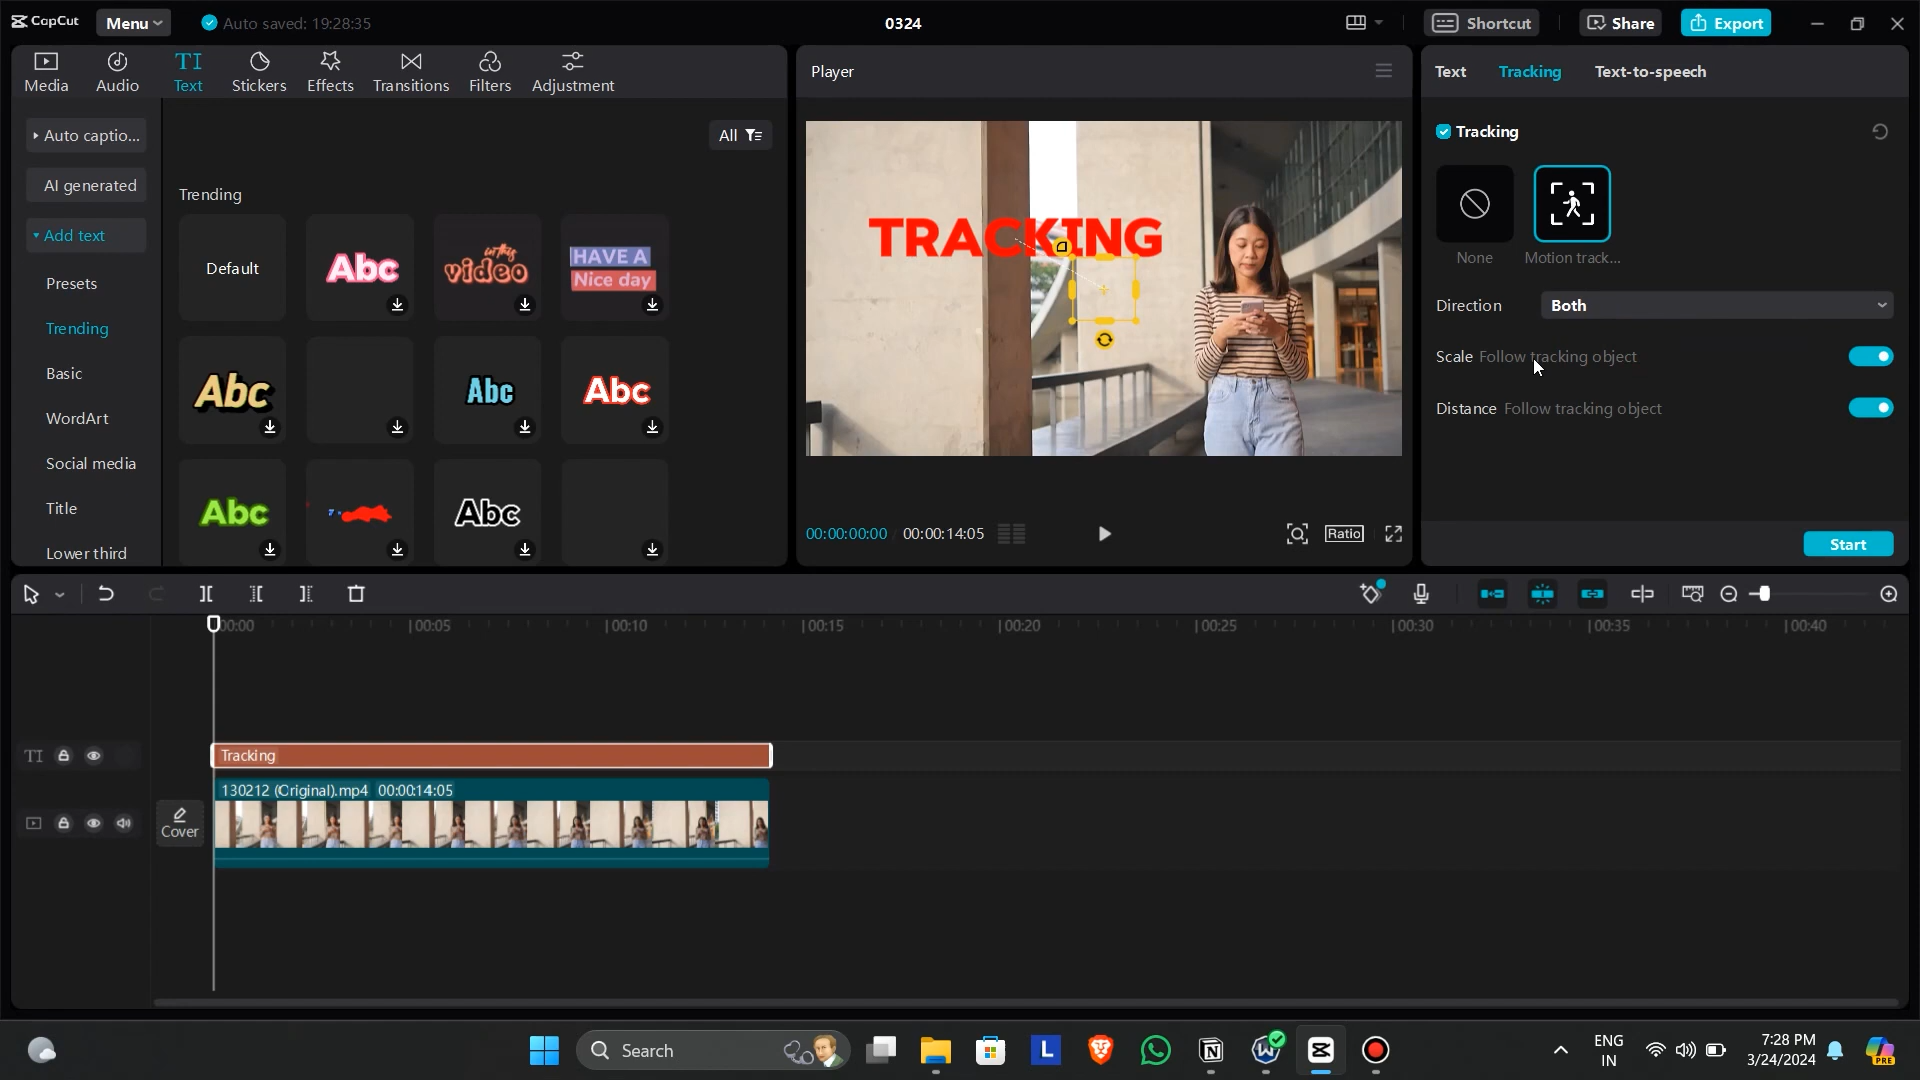 CapCut Menu Auto saved: 19:28:35 0324 Shortcut Share Export
Media Audio Text Stickers Effects Transitions Filters Adjustment
Auto captio...
AI generated
Add text
Presets
Trending
Basic
WordArt
Social media
Title
Lower third
All
Trending
Default Abc in this video HAVE A Nice day
Abc Abc Abc
Abc Abc
Player
TRACKING
00:00:00:00 00:00:14:05 Ratio
Text Tracking Text-to-speech
Tracking
None Motion track...
Direction Both
Scale Follow tracking object
Distance Follow tracking object
Start
00:00 00:05 00:10 00:15 00:20 00:25 00:30 00:35 00:40
TI Tracking
130212 (Original).mp4 00:00:14:05
Cover
Search
ENG
IN
7:28 PM
3/24/2024
PRE